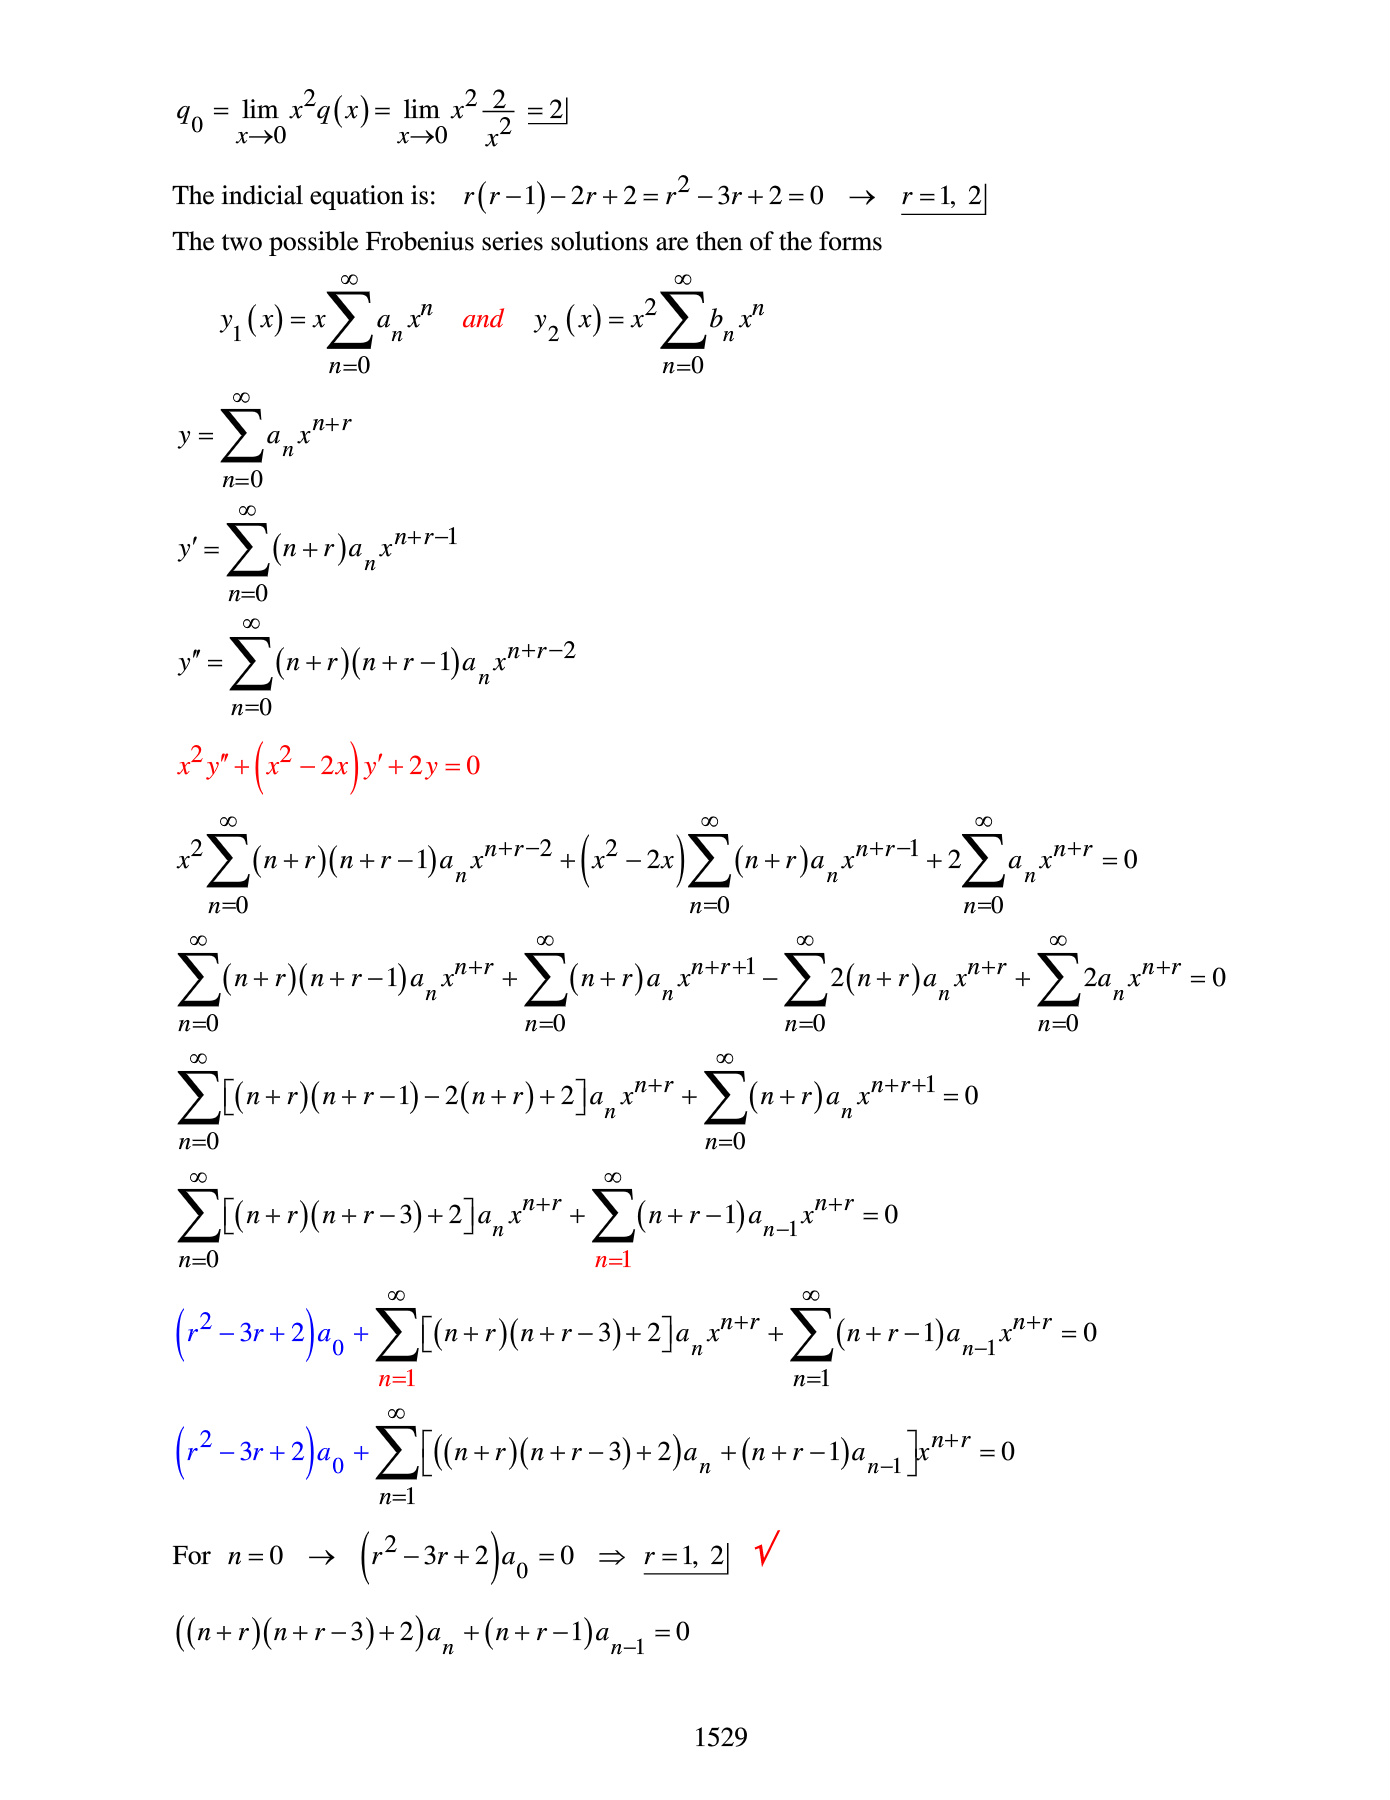 $q_0 = \lim_{x \to 0} x^2 q(x) = \lim_{x \to 0} x^2 \frac{2}{x^2} \underline{= 2|}$
The indicial equation is: $r(r-1) - 2r + 2 = r^2 - 3r + 2 = 0 \rightarrow \underline{r = 1, 2|}$
The two possible Frobenius series solutions are then of the forms
$y_1(x) = x \sum_{n=0}^{\infty} a_n x^n$ and $y_2(x) = x^2 \sum_{n=0}^{\infty} b_n x^n$
$y = \sum_{n=0}^{\infty} a_n x^{n+r}$
$y' = \sum_{n=0}^{\infty} (n+r) a_n x^{n+r-1}$
$y'' = \sum_{n=0}^{\infty} (n+r)(n+r-1) a_n x^{n+r-2}$
$x^2 y'' + (x^2 - 2x) y' + 2y = 0$
$x^2 \sum_{n=0}^{\infty} (n+r)(n+r-1) a_n x^{n+r-2} + (x^2 - 2x) \sum_{n=0}^{\infty} (n+r) a_n x^{n+r-1} + 2 \sum_{n=0}^{\infty} a_n x^{n+r} = 0$
$\sum_{n=0}^{\infty} (n+r)(n+r-1) a_n x^{n+r} + \sum_{n=0}^{\infty} (n+r) a_n x^{n+r+1} - \sum_{n=0}^{\infty} 2(n+r) a_n x^{n+r} + \sum_{n=0}^{\infty} 2a_n x^{n+r} = 0$
$\sum_{n=0}^{\infty} [(n+r)(n+r-1) - 2(n+r) + 2] a_n x^{n+r} + \sum_{n=0}^{\infty} (n+r) a_n x^{n+r+1} = 0$
$\sum_{n=0}^{\infty} [(n+r)(n+r-3) + 2] a_n x^{n+r} + \sum_{n=1}^{\infty} (n+r-1) a_{n-1} x^{n+r} = 0$
$(r^2 - 3r + 2) a_0 + \sum_{n=1}^{\infty} [(n+r)(n+r-3) + 2] a_n x^{n+r} + \sum_{n=1}^{\infty} (n+r-1) a_{n-1} x^{n+r} = 0$
$(r^2 - 3r + 2) a_0 + \sum_{n=1}^{\infty} [((n+r)(n+r-3) + 2) a_n + (n+r-1) a_{n-1}] x^{n+r} = 0$
For $n = 0 \rightarrow (r^2 - 3r + 2) a_0 = 0 \Rightarrow \underline{r = 1, 2|}$ √
$((n+r)(n+r-3) + 2) a_n + (n+r-1) a_{n-1} = 0$
1529